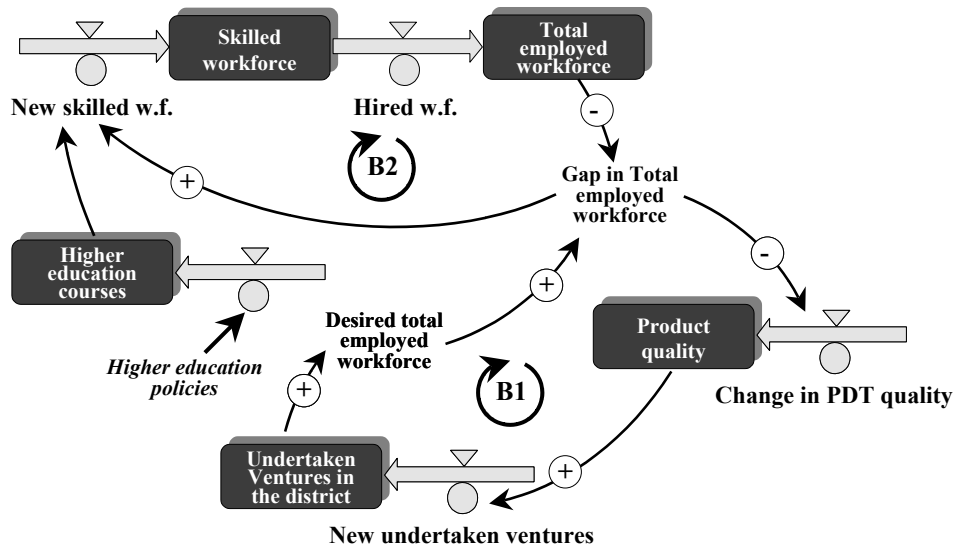 Skilled
workforce
Total
employed
workforce
New skilled w.f.
Hired w.f.
-
B2
+
Gap in Total
employed
workforce
Higher
education
courses
-
+
Desired total
employed
workforce
Product
quality
Higher education
policies
+
B1
Change in PDT quality
Undertaken
Ventures in
the district
+
New undertaken ventures